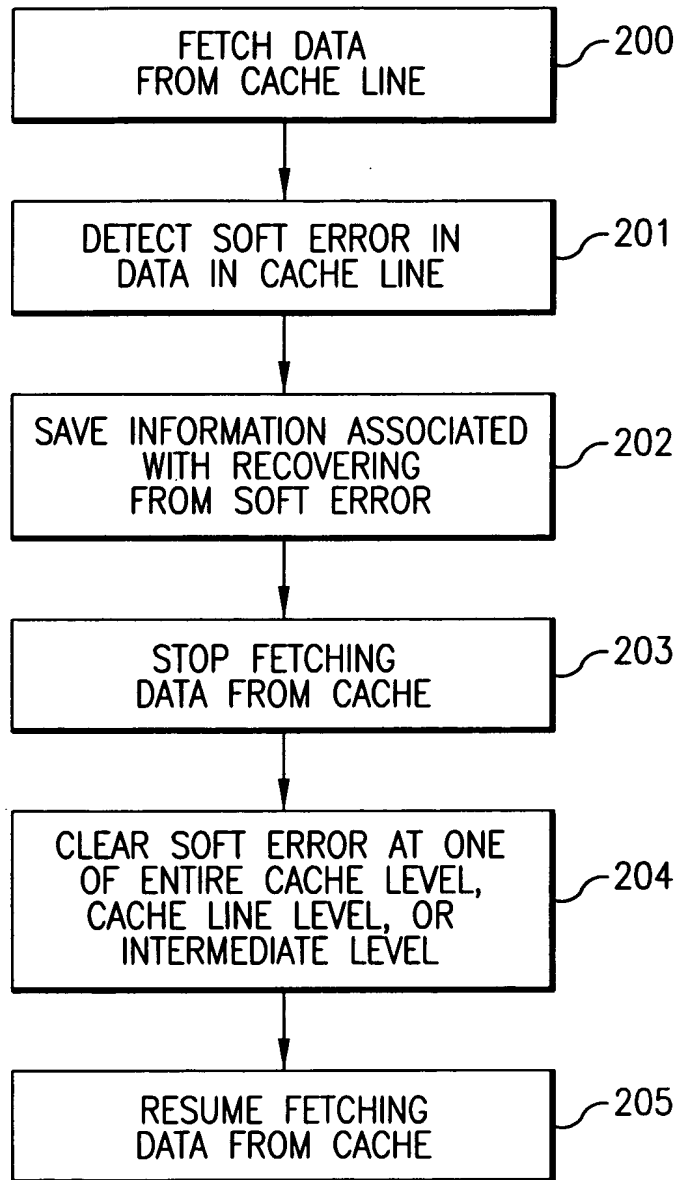 FETCH DATA
FROM CACHE LINE
200
DETECT SOFT ERROR IN
DATA IN CACHE LINE
201
SAVE INFORMATION ASSOCIATED
WITH RECOVERING
FROM SOFT ERROR
202
STOP FETCHING
DATA FROM CACHE
203
CLEAR SOFT ERROR AT ONE
OF ENTIRE CACHE LEVEL,
CACHE LINE LEVEL, OR
INTERMEDIATE LEVEL
204
RESUME FETCHING
DATA FROM CACHE
205